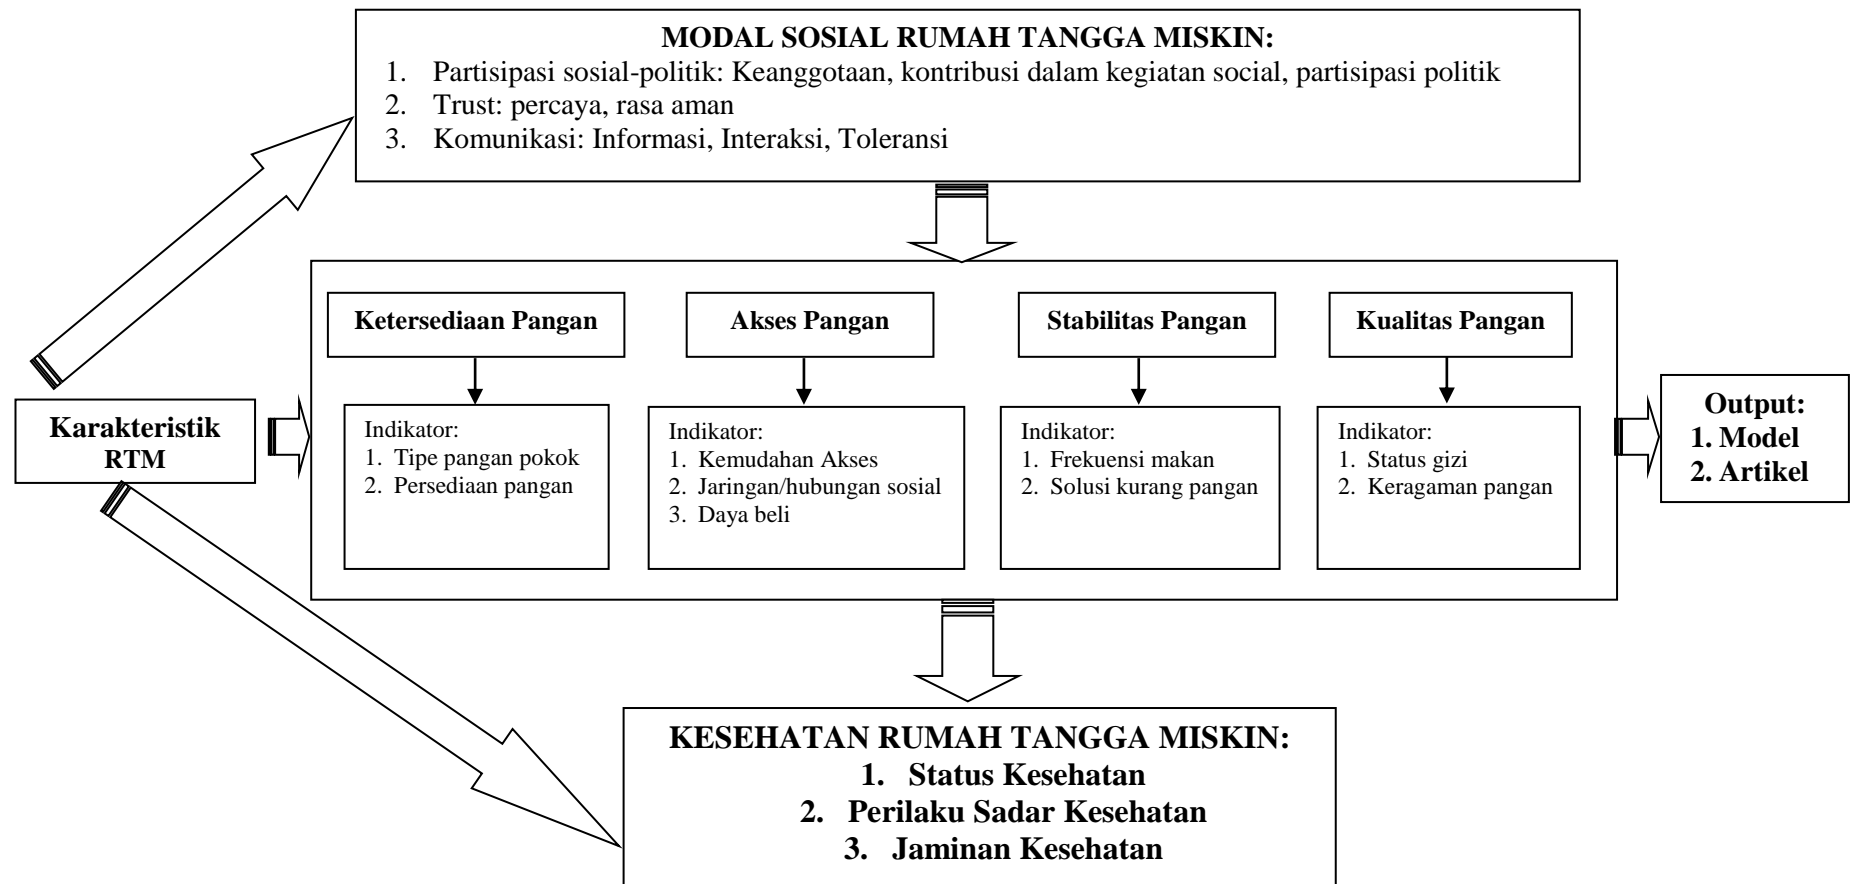 MODAL SOSIAL RUMAH TANGGA MISKIN:
1. Partisipasi sosial-politik: Keanggotaan, kontribusi dalam kegiatan social, partisipasi politik
2. Trust: percaya, rasa aman
3. Komunikasi: Informasi, Interaksi, Toleransi
Karakteristik
RTM
Ketersediaan Pangan
Indikator:
1. Tipe pangan pokok
2. Persediaan pangan
Akses Pangan
Indikator:
1. Kemudahan Akses
2. Jaringan/hubungan sosial
3. Daya beli
Stabilitas Pangan
Indikator:
1. Frekuensi makan
2. Solusi kurang pangan
Kualitas Pangan
Indikator:
1. Status gizi
2. Keragaman pangan
Output:
1. Model
2. Artikel
KESEHATAN RUMAH TANGGA MISKIN:
1. Status Kesehatan
2. Perilaku Sadar Kesehatan
3. Jaminan Kesehatan